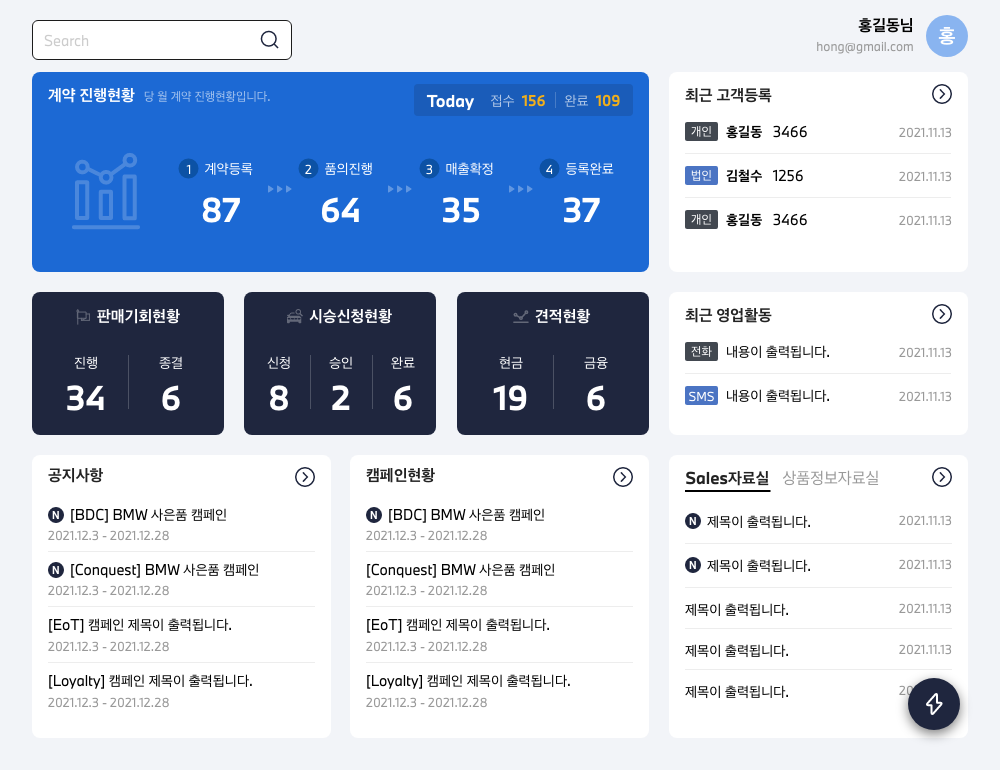 Search
홍길동님
hong@gmail.com
홍
계약 진행현황 당 월 계약 진행현황입니다.
Today 접수 156 완료 109
1 계약등록
87
2 품의진행
64
3 매출확정
35
4 등록완료
37
최근 고객등록
개인 홍길동 3466 2021.11.13
법인 김철수 1256 2021.11.13
개인 홍길동 3466 2021.11.13
판매기회현황
진행 종결
34 6
시승신청현황
신청 승인 완료
8 2 6
견적현황
현금 금융
19 6
최근 영업활동
전화 내용이 출력됩니다. 2021.11.13
SMS 내용이 출력됩니다. 2021.11.13
공지사항
N [BDC] BMW 사은품 캠페인
2021.12.3 - 2021.12.28
N [Conquest] BMW 사은품 캠페인
2021.12.3 - 2021.12.28
[EoT] 캠페인 제목이 출력됩니다.
2021.12.3 - 2021.12.28
[Loyalty] 캠페인 제목이 출력됩니다.
2021.12.3 - 2021.12.28
캠페인현황
N [BDC] BMW 사은품 캠페인
2021.12.3 - 2021.12.28
[Conquest] BMW 사은품 캠페인
2021.12.3 - 2021.12.28
[EoT] 캠페인 제목이 출력됩니다.
2021.12.3 - 2021.12.28
[Loyalty] 캠페인 제목이 출력됩니다.
2021.12.3 - 2021.12.28
Sales자료실 상품정보자료실
N 제목이 출력됩니다. 2021.11.13
N 제목이 출력됩니다. 2021.11.13
제목이 출력됩니다. 2021.11.13
제목이 출력됩니다. 2021.11.13
제목이 출력됩니다.